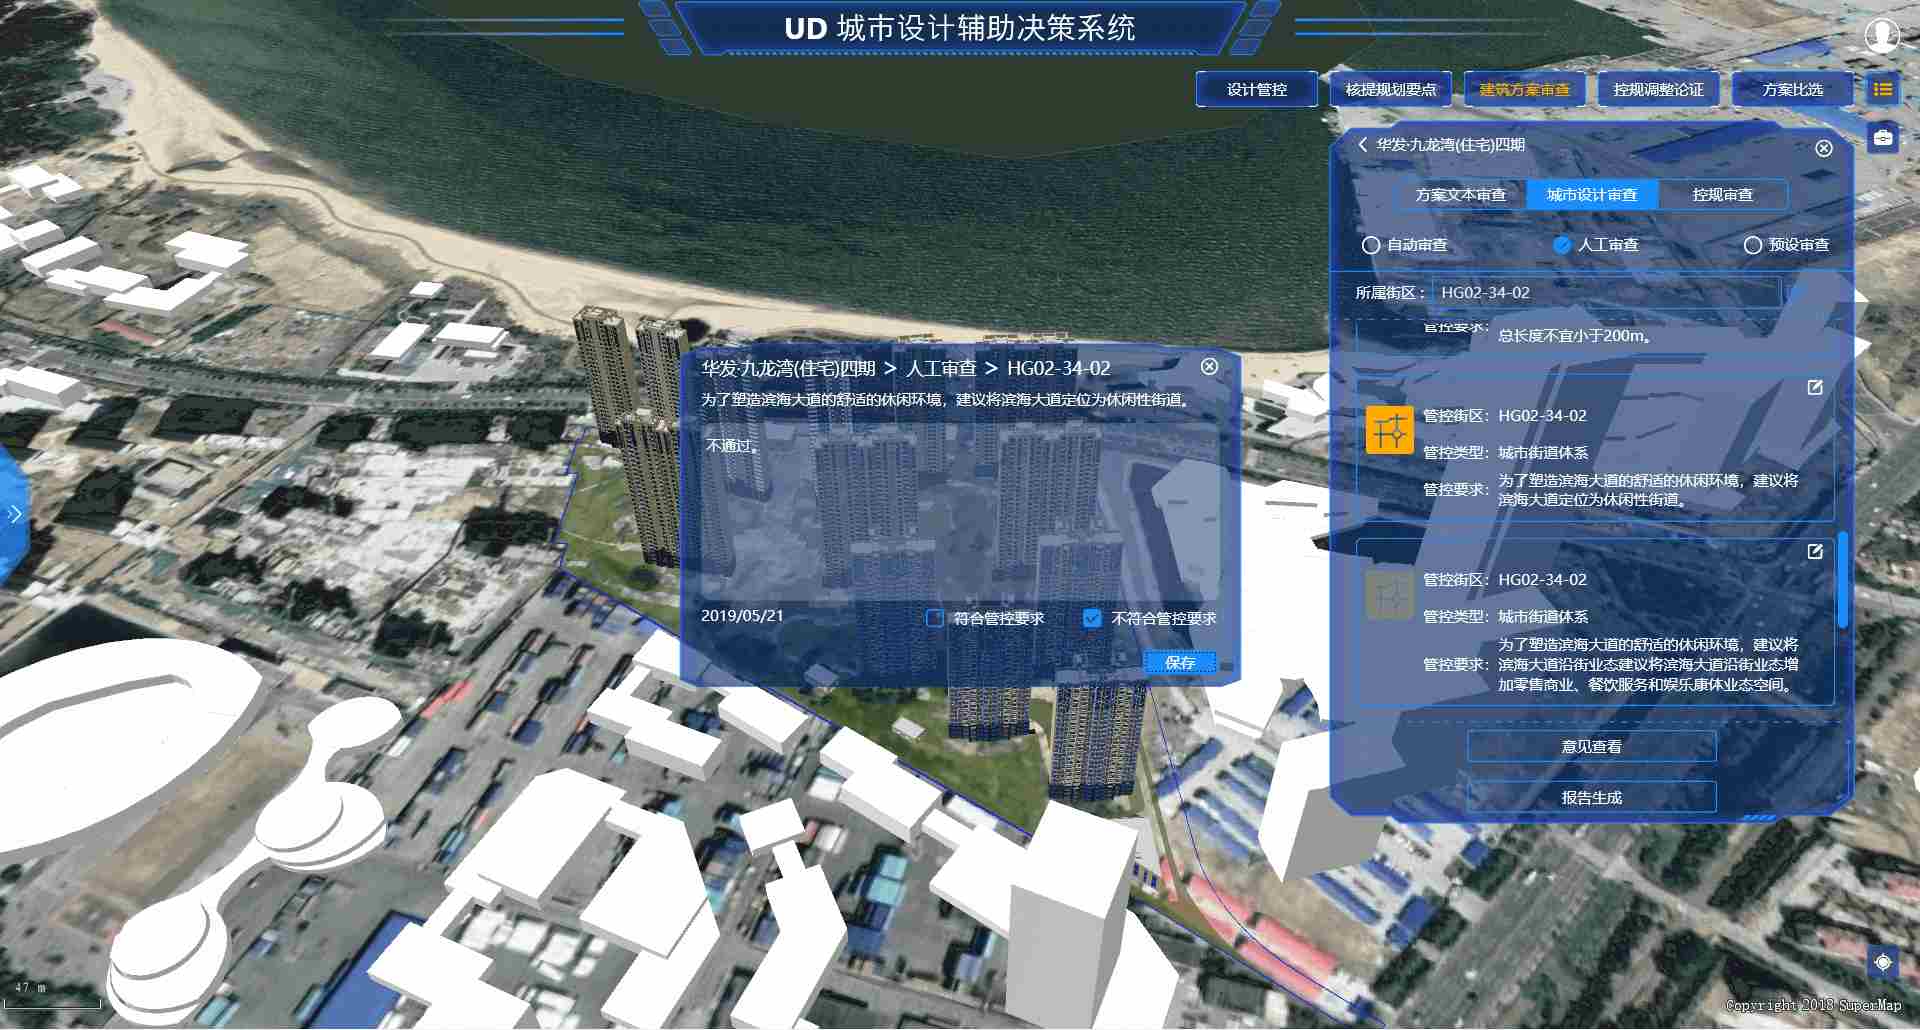 UD 城市设计辅助决策系统
设计管控
核提规划要点
建筑方案审查
控规调整论证
方案比选
华发·九龙湾(住宅)四期
方案文本审查
城市设计审查
控规审查
自动审查
人工审查
预设审查
所属街区：
HG02-34-02
管控要求：
总长度不宜小于200m。
管控街区：HG02-34-02
管控类型：城市街道体系
管控要求：为了塑造滨海大道的舒适的休闲环境，建议将
滨海大道定位为休闲性街道。
管控街区：HG02-34-02
管控类型：城市街道体系
管控要求：为了塑造滨海大道的舒适的休闲环境，建议将
滨海大道沿街业态建议将滨海大道沿街业态增
加零售商业、餐饮服务和娱乐康体业态空间。
意见查看
报告生成
华发·九龙湾(住宅)四期 > 人工审查 > HG02-34-02
为了塑造滨海大道的舒适的休闲环境，建议将滨海大道定位为休闲性街道。
不通过。
2019/05/21
符合管控要求
不符合管控要求
保存
47 m
Copyright 2018 SuperMap